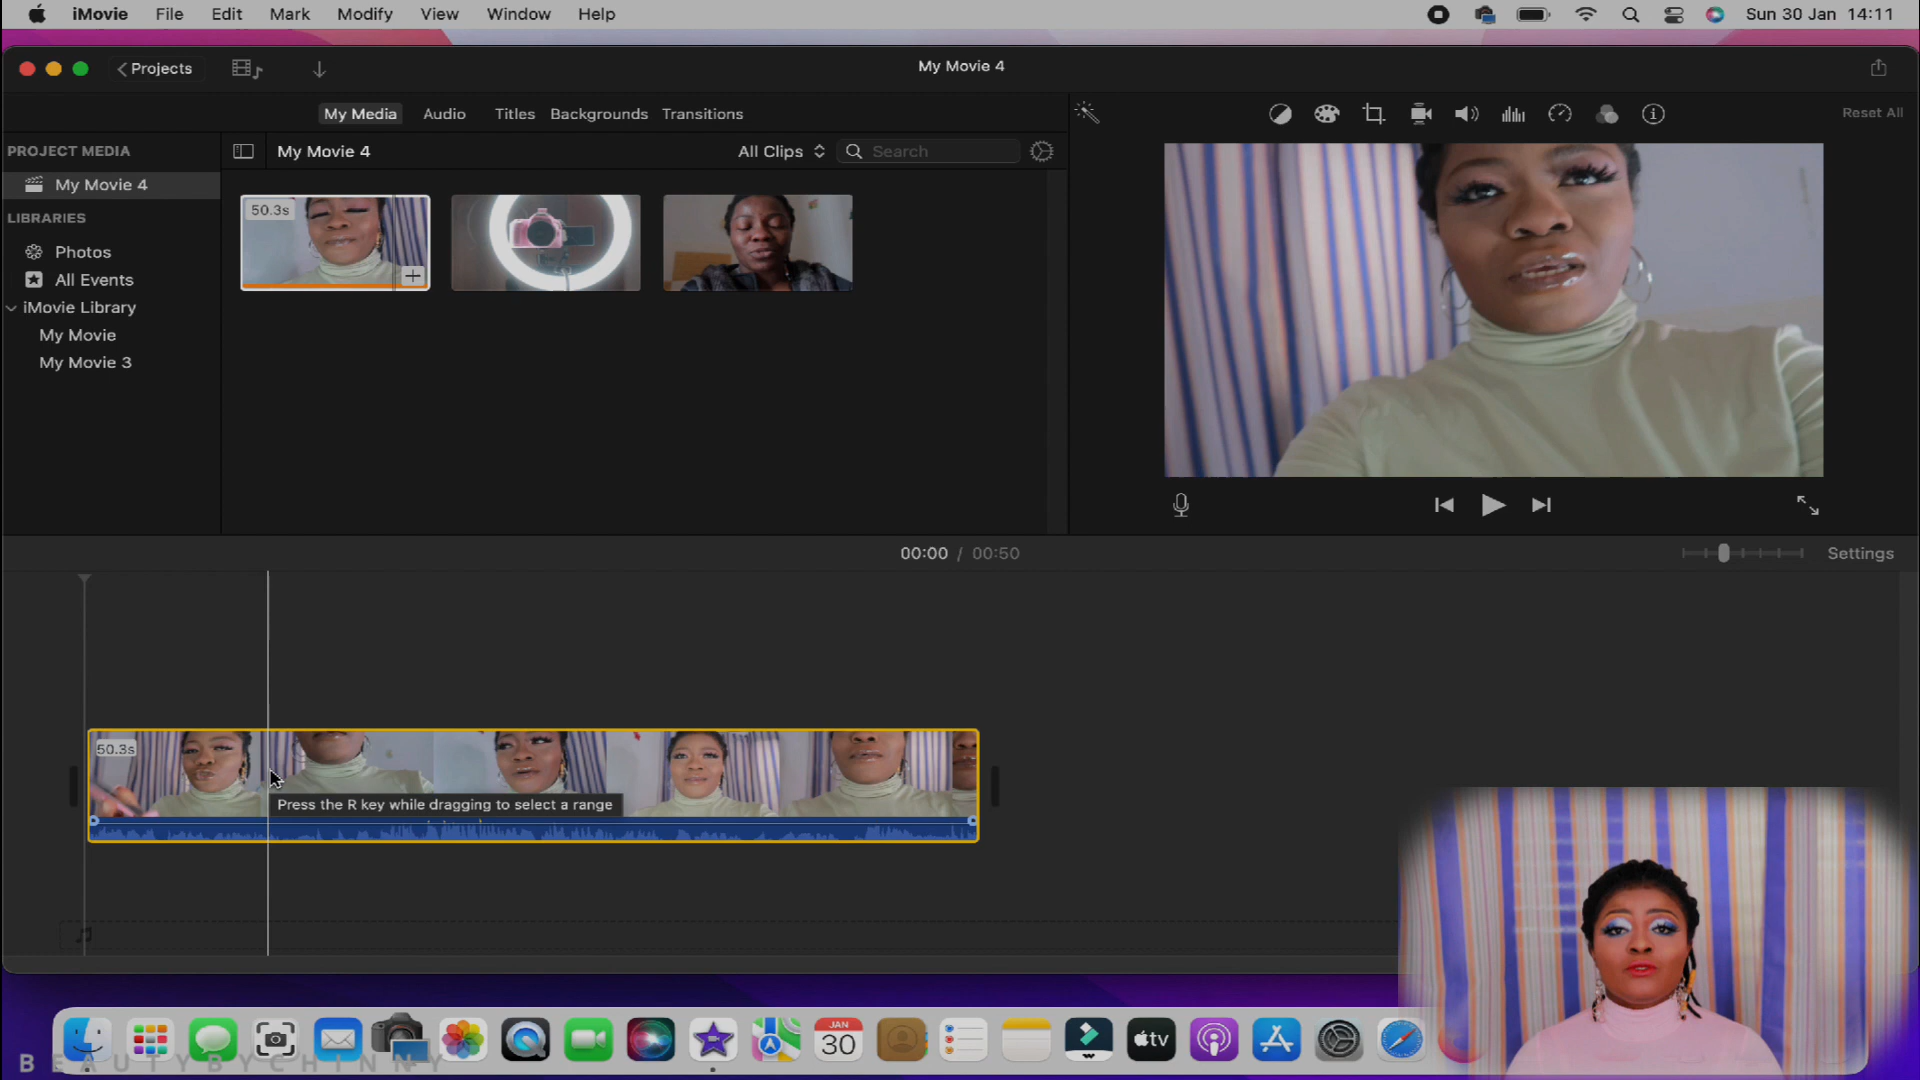 iMovie File Edit Mark Modify View Window Help Sun 30 Jan 14:11
Projects My Movie 4
My Media Audio Titles Backgrounds Transitions Reset All
PROJECT MEDIA My Movie 4 All Clips Search
My Movie 4
LIBRARIES
50.3s
Photos
All Events
iMovie Library
My Movie
My Movie 3
00:00 / 00:50 Settings
50.3s
Press the R key while dragging to select a range
JAN
30
tv
BEAUTYBYCHINNY